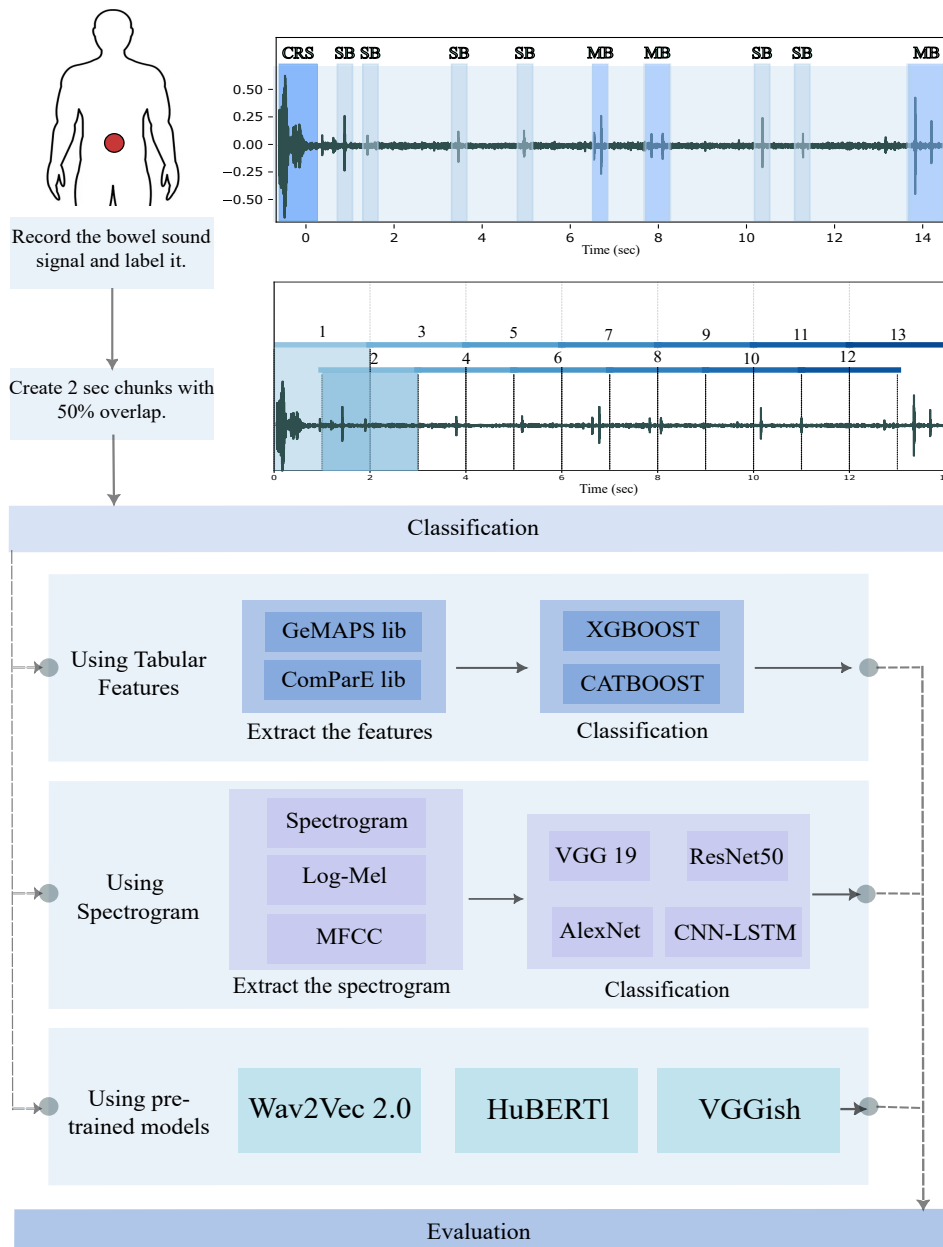 CRS SB SB SB SB MB MB SB SB MB
0.50
0.25
0.00
−0.25
−0.50
0 2 4 6 8 10 12 14
Time (sec)
Record the bowel sound
signal and label it.
1 3 5 7 9 11 13
2 4 6 8 10 12
0 2 4 6 8 10 12
Time (sec)
Create 2 sec chunks with
50% overlap.
Classification
Using Tabular
Features
GeMAPS lib
ComParE lib
Extract the features
XGBOOST
CATBOOST
Classification
Using
Spectrogram
Spectrogram
Log-Mel
MFCC
Extract the spectrogram
VGG 19 ResNet50
AlexNet CNN-LSTM
Classification
Using pre-
trained models
Wav2Vec 2.0 HuBERTl VGGish
Evaluation